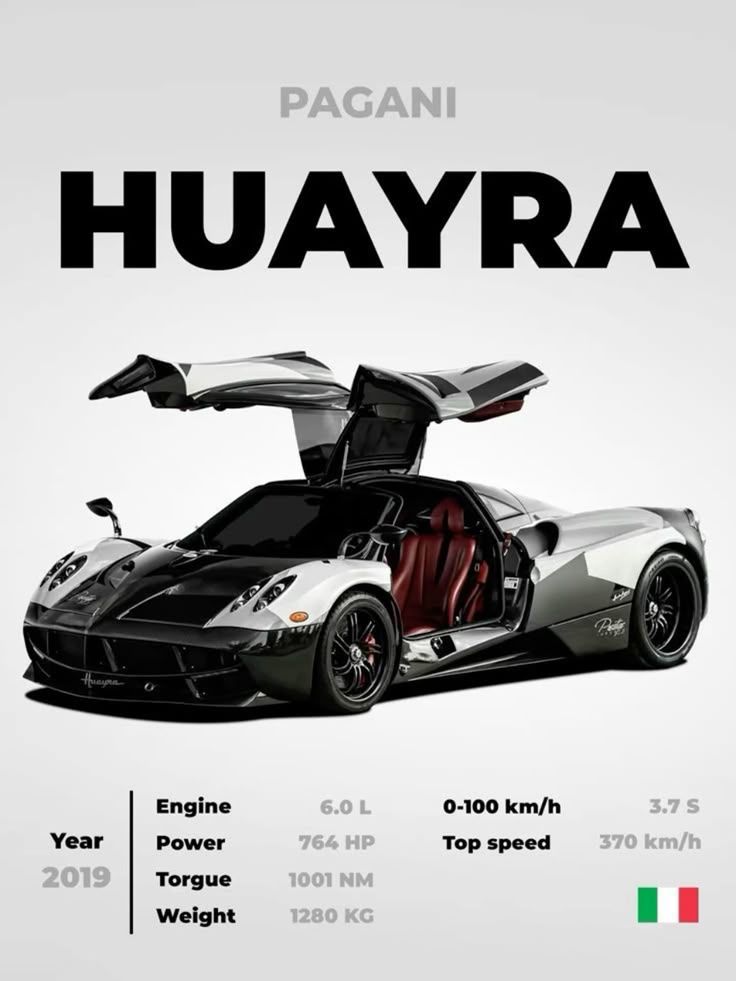 PAGANI
HUAYRA
Huayra
Year
2019
Engine 6.0 L
Power 764 HP
Torgue 1001 NM
Weight 1280 KG
0-100 km/h 3.7 S
Top speed 370 km/h